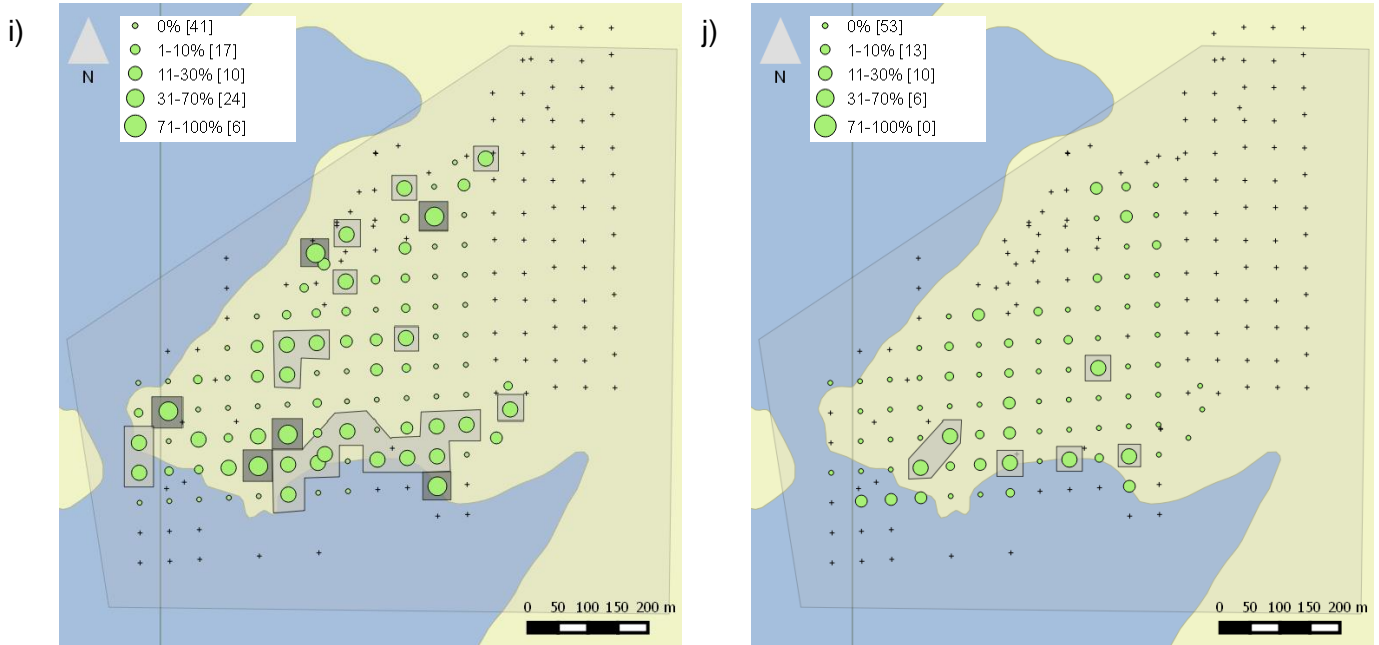 i)
N
0% [41]
1-10% [17]
11-30% [10]
31-70% [24]
71-100% [6]
0 50 100 150 200 m
j)
N
0% [53]
1-10% [13]
11-30% [10]
31-70% [6]
71-100% [0]
0 50 100 150 200 m